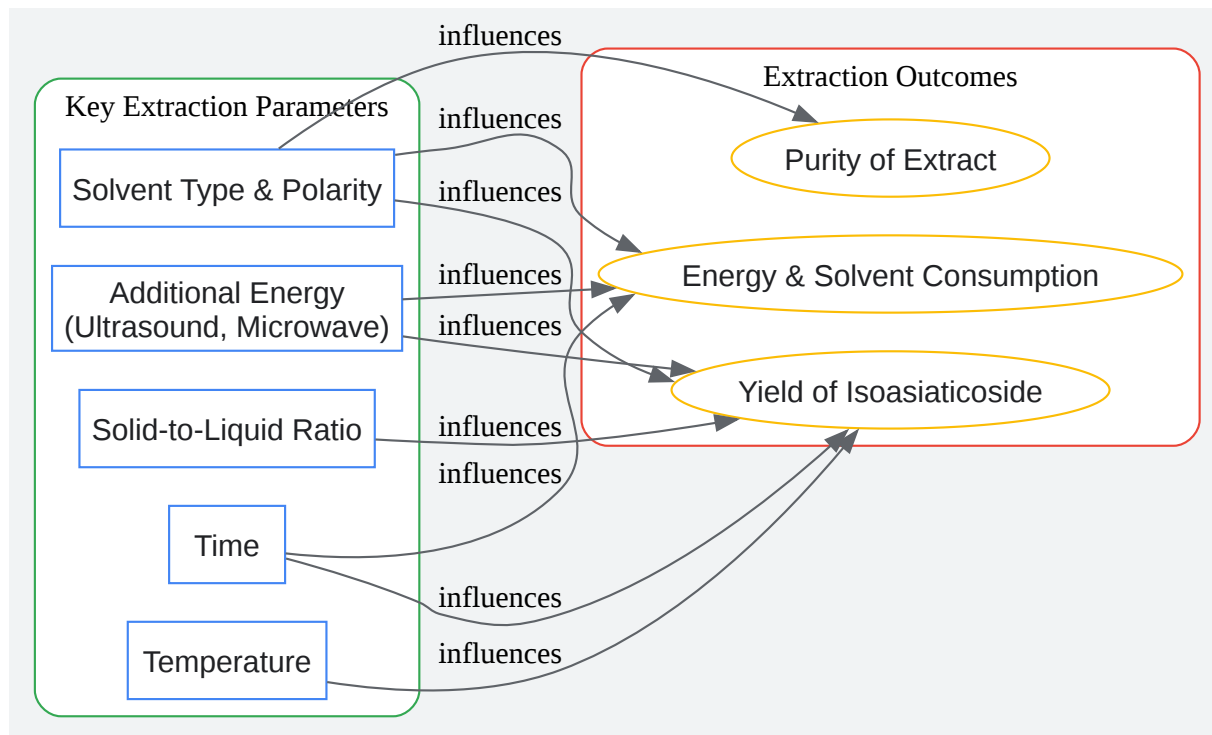 Key Extraction Parameters
Solvent Type & Polarity
Additional Energy
(Ultrasound, Microwave)
Solid-to-Liquid Ratio
Time
Temperature
influences
influences
influences
influences
influences
influences
influences
influences
influences
Extraction Outcomes
Purity of Extract
Energy & Solvent Consumption
Yield of Isoasiaticoside